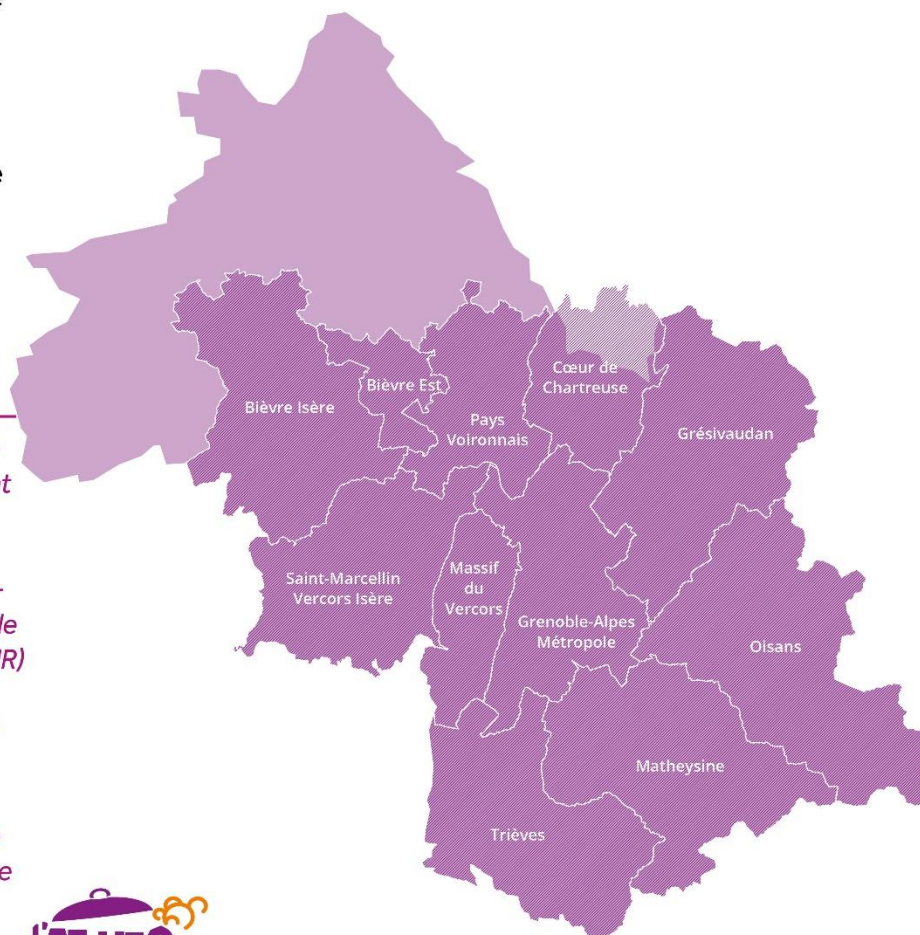 Bièvre Isère
Bièvre Est
Pays
Voironnais
Cœur de
Chartreuse
Grésivaudan
Saint-Marcellin
Vercors Isère
Massif
du
Vercors
Grenoble-Alpes
Métropole
Oisans
Matheysine
Trièves